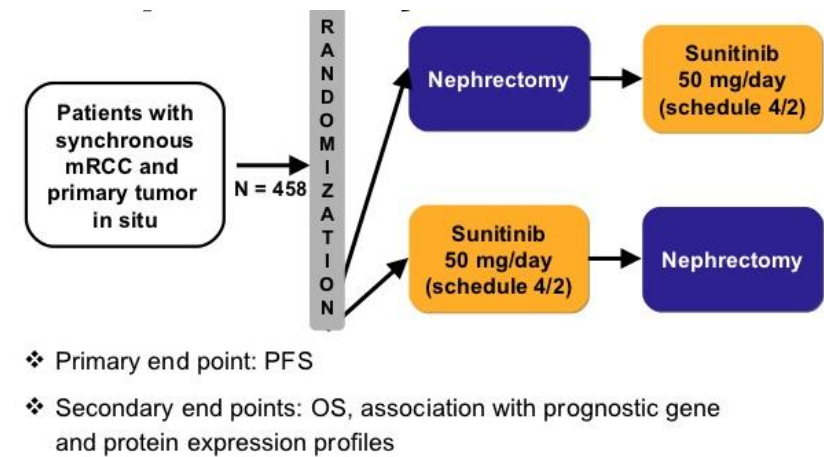 Patients with
synchronous
mRCC and
primary tumor
in situ
N = 458
RANDOMIZATION
Nephrectomy
Sunitinib
50 mg/day
(schedule 4/2)
Sunitinib
50 mg/day
(schedule 4/2)
Nephrectomy
❖ Primary end point: PFS
❖ Secondary end points: OS, association with prognostic gene
and protein expression profiles